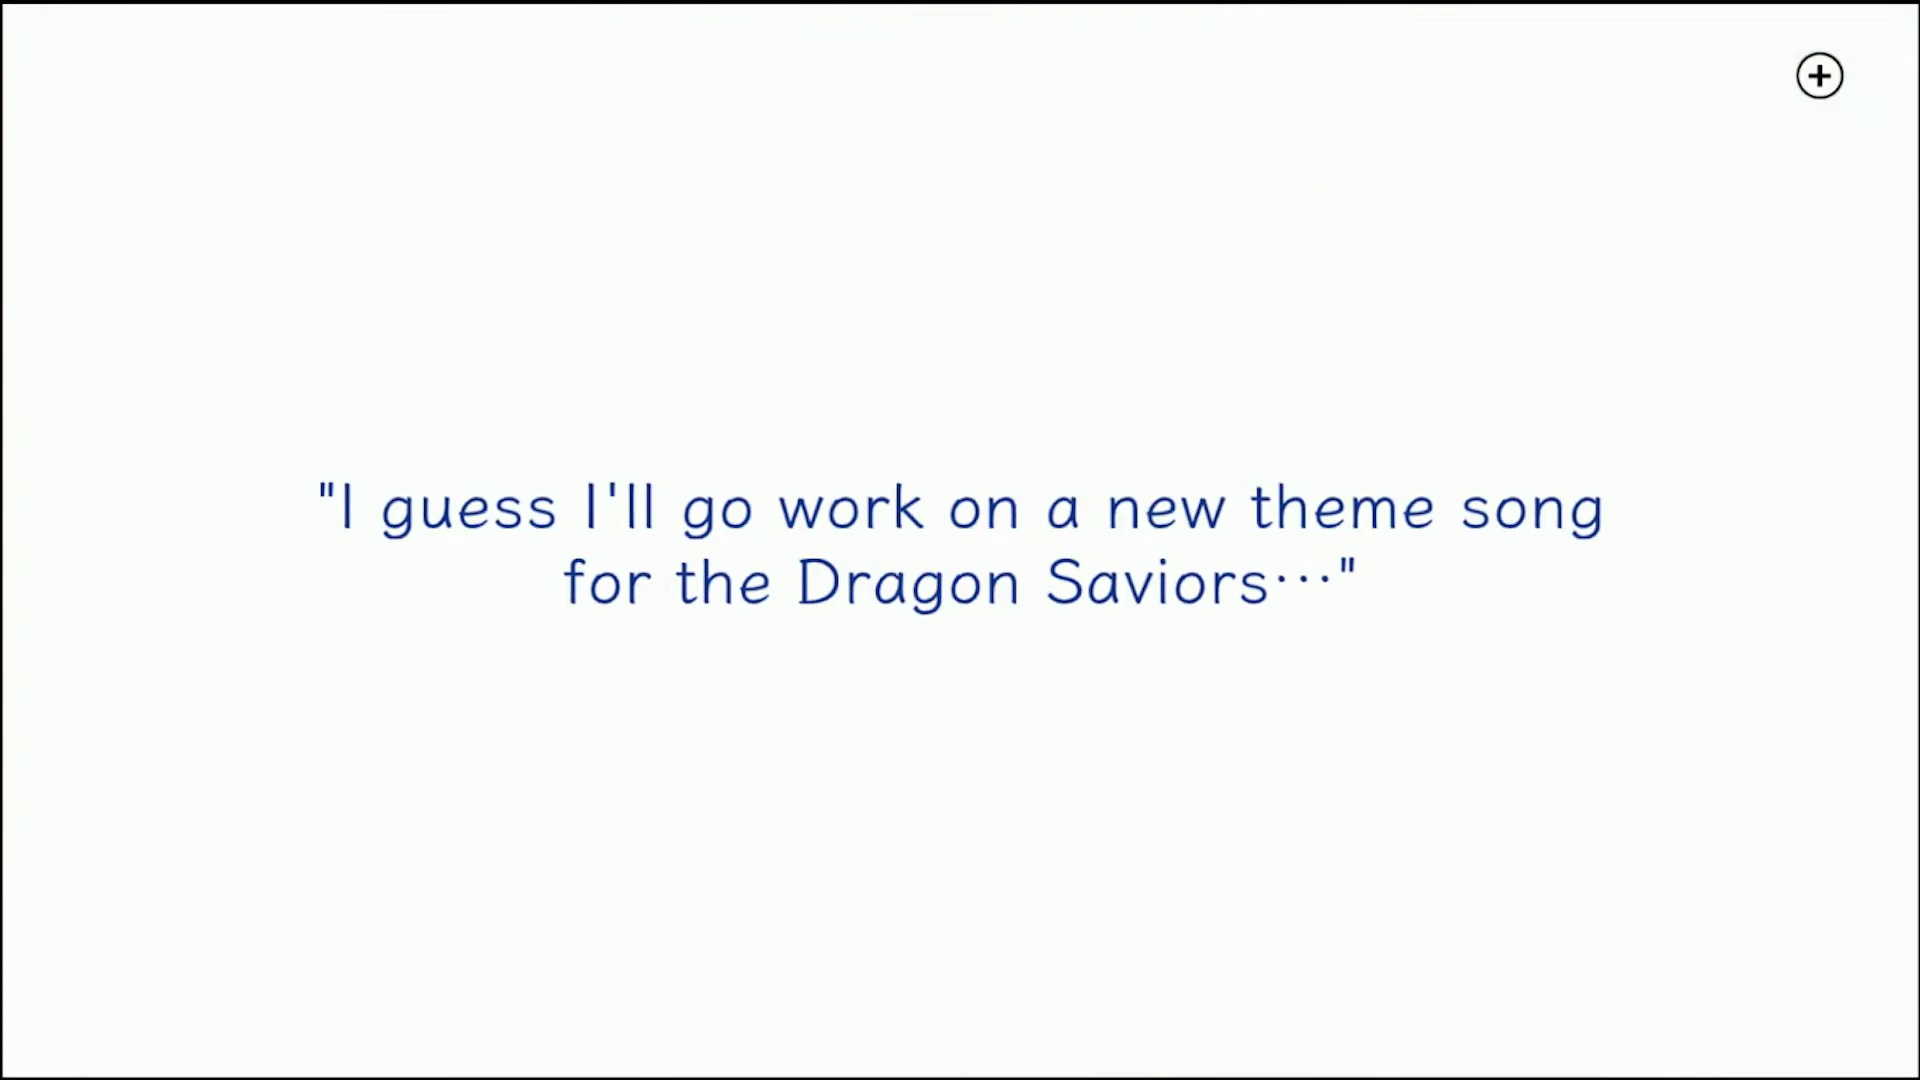 "I guess I'll go work on a new theme song
for the Dragon Saviors···"